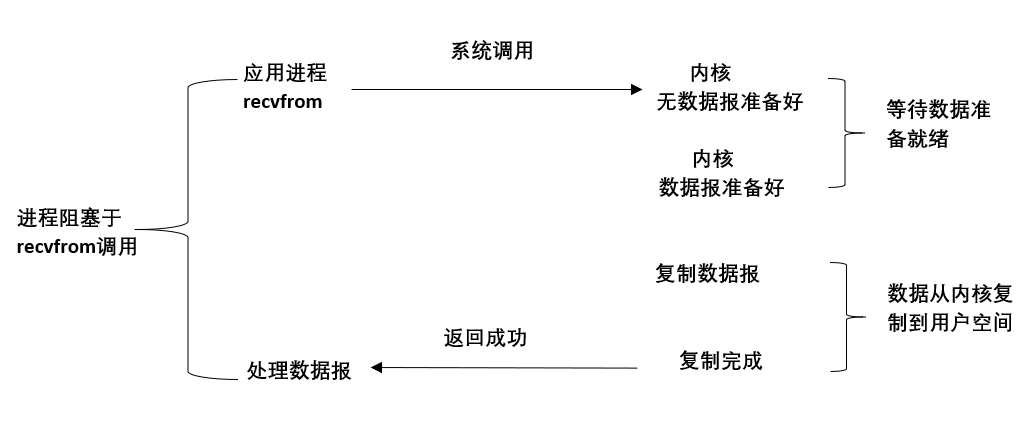 系统调用
应用进程
recvfrom
内核
无数据报准备好
等待数据准
备就绪
内核
数据报准备好
进程阻塞于
recvfrom调用
复制数据报
数据从内核复
制到用户空间
返回成功
处理数据报
复制完成